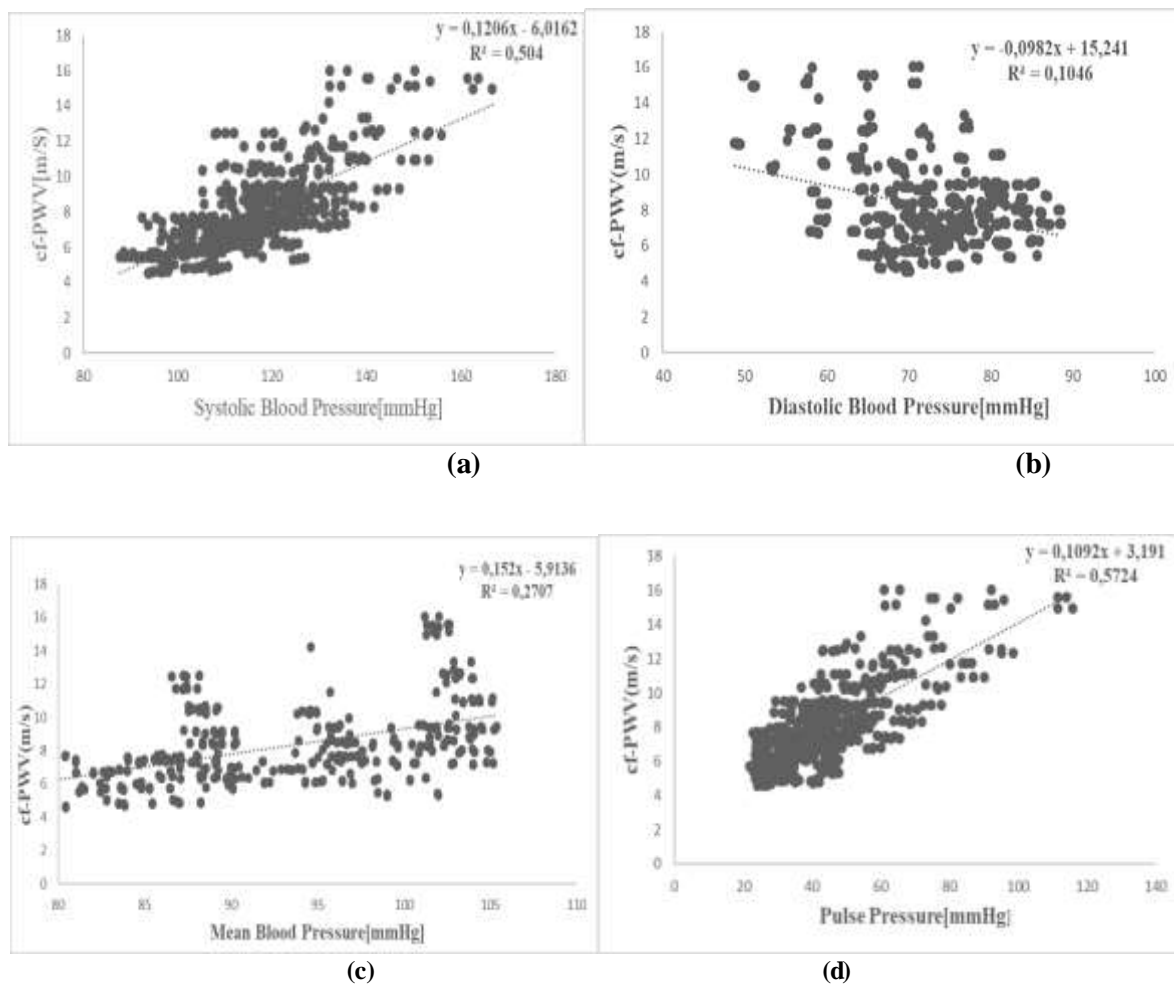 y = 0,1206x - 6,0162
R² = 0,504
18
16
14
12
10
8
6
4
2
0
cf-PWV[m/S)
80 100 120 140 160 180
Systolic Blood Pressure[mmHg]
(a)
y = -0,0982x + 15,241
R² = 0,1046
18
16
14
12
10
8
6
4
2
0
cf-PWV(m/s)
40 50 60 70 80 90 100
Diastolic Blood Pressure[mmHg]
(b)
y = 0,152x - 5,9136
R² = 0,2707
18
16
14
12
10
8
6
4
2
0
cf-PWV(m/s)
80 85 90 95 100 105 110
Mean Blood Pressure[mmHg]
(c)
y = 0,1092x + 3,191
R² = 0,5724
18
16
14
12
10
8
6
4
2
0
cf-PWV(m/s)
0 20 40 60 80 100 120 140
Pulse Pressure[mmHg]
(d)